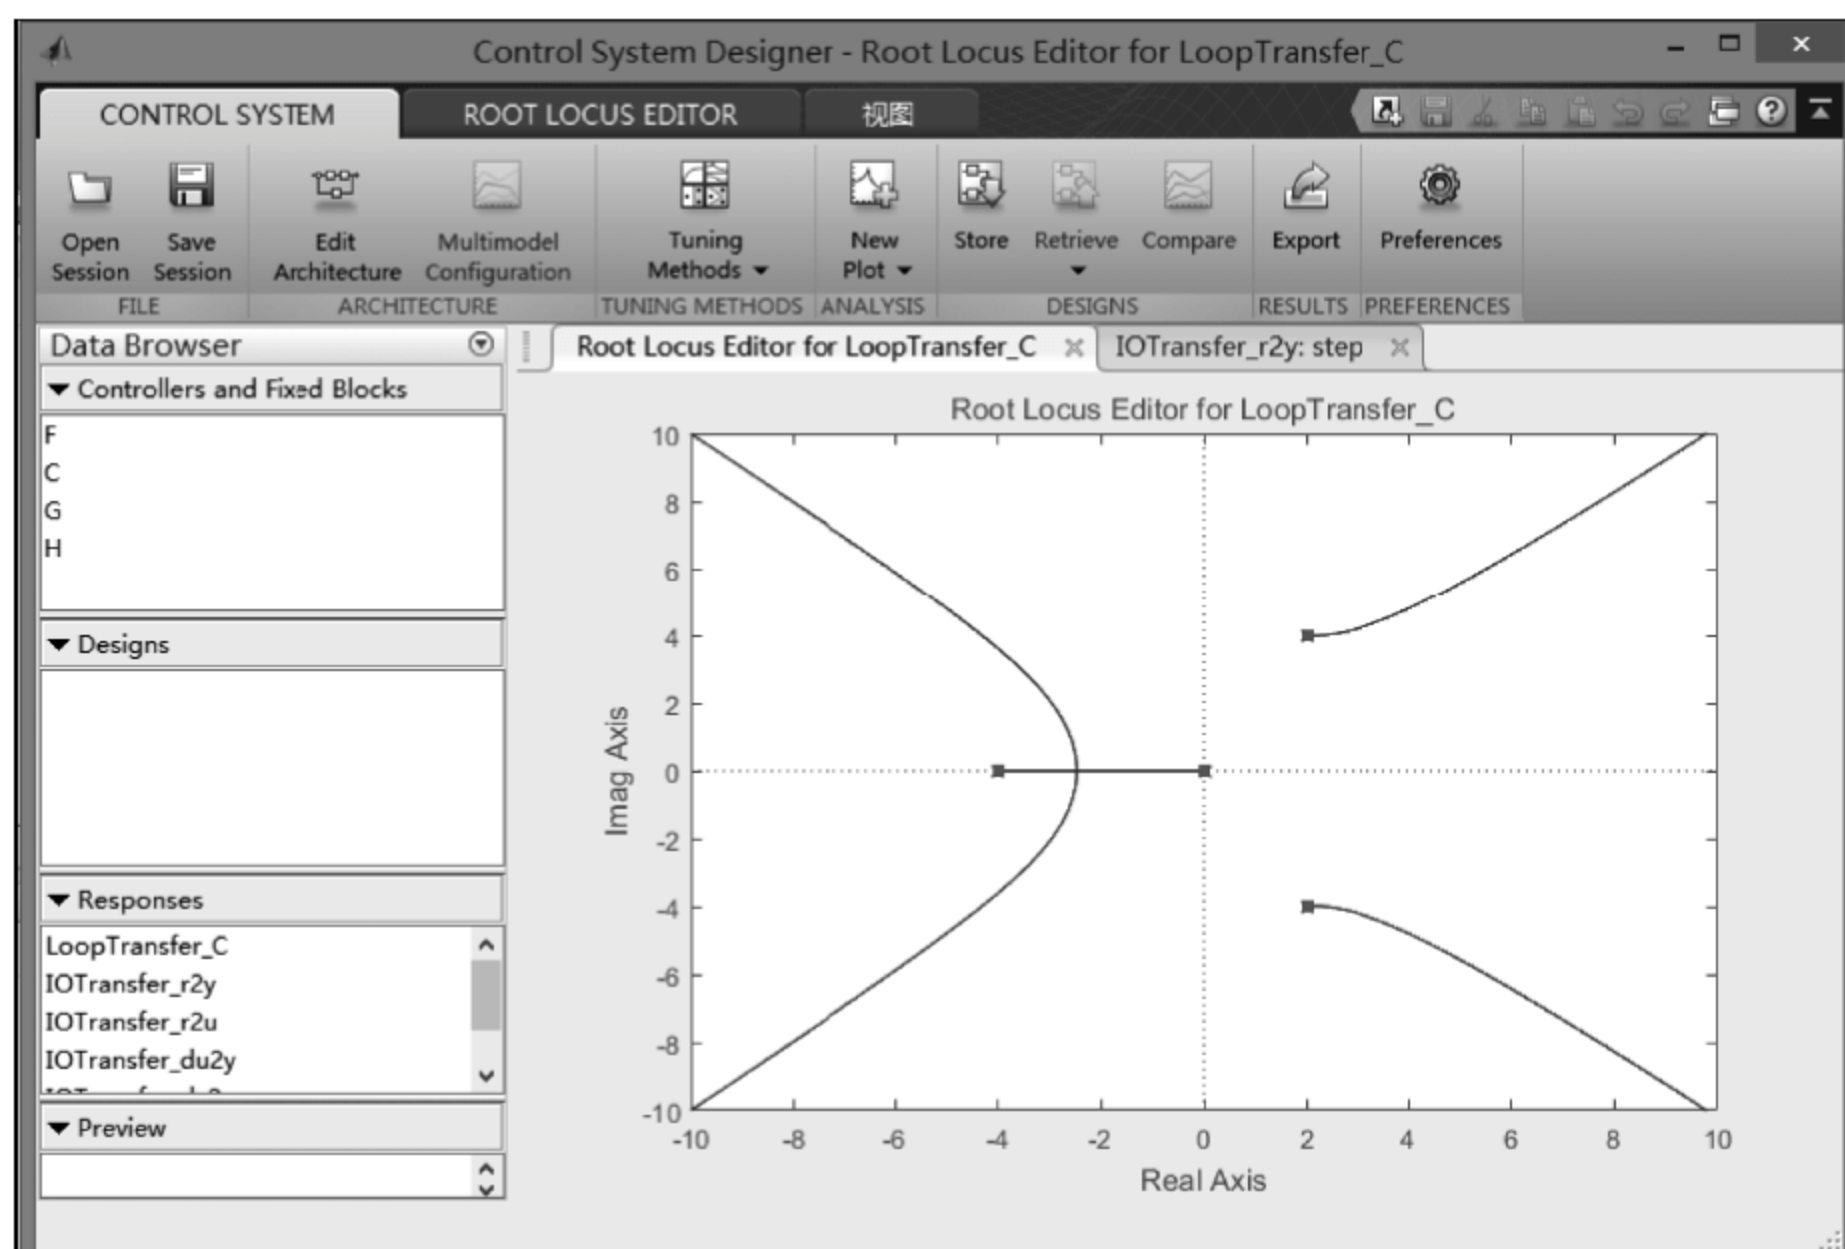 Control System Designer - Root Locus Editor for LoopTransfer_C
CONTROL SYSTEM
ROOT LOCUS EDITOR
视图
Open
Session
Save
Session
Edit
Architecture
Multimodel
Configuration
Tuning
Methods
New
Plot
Store
Retrieve
Compare
Export
Preferences
FILE
ARCHITECTURE
TUNING METHODS
ANALYSIS
DESIGNS
RESULTS
PREFERENCES
Data Browser
Controllers and Fixed Blocks
F
C
G
H
Designs
Responses
LoopTransfer_C
IOTransfer_r2y
IOTransfer_r2u
IOTransfer_du2y
Preview
Root Locus Editor for LoopTransfer_C
IOTransfer_r2y: step
Root Locus Editor for LoopTransfer_C
10
8
6
4
2
0
-2
-4
-6
-8
-10
Imag Axis
-10 -8 -6 -4 -2 0 2 4 6 8 10
Real Axis